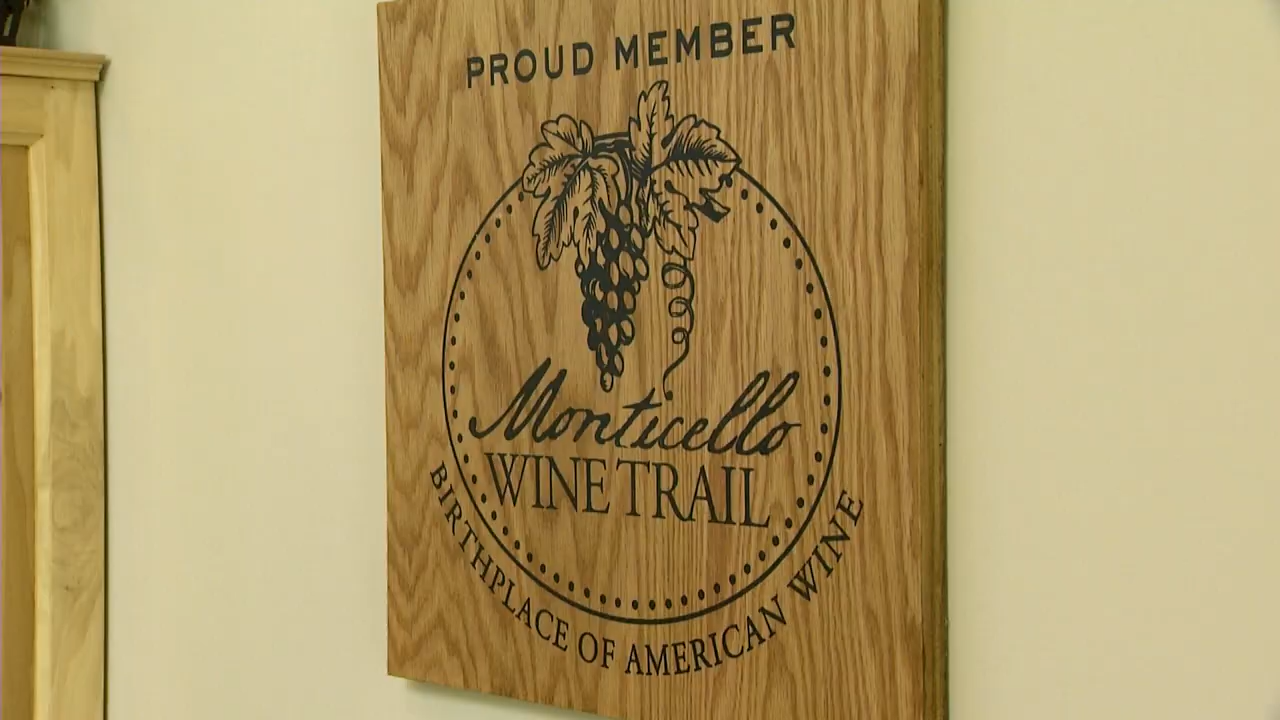 PROUD MEMBER
Monticello
WINE TRAIL
BIRTHPLACE OF AMERICAN WINE